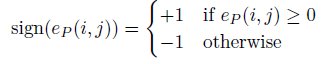 sign(e_P(i, j)) = { +1 if e_P(i, j) ≥ 0
−1 otherwise